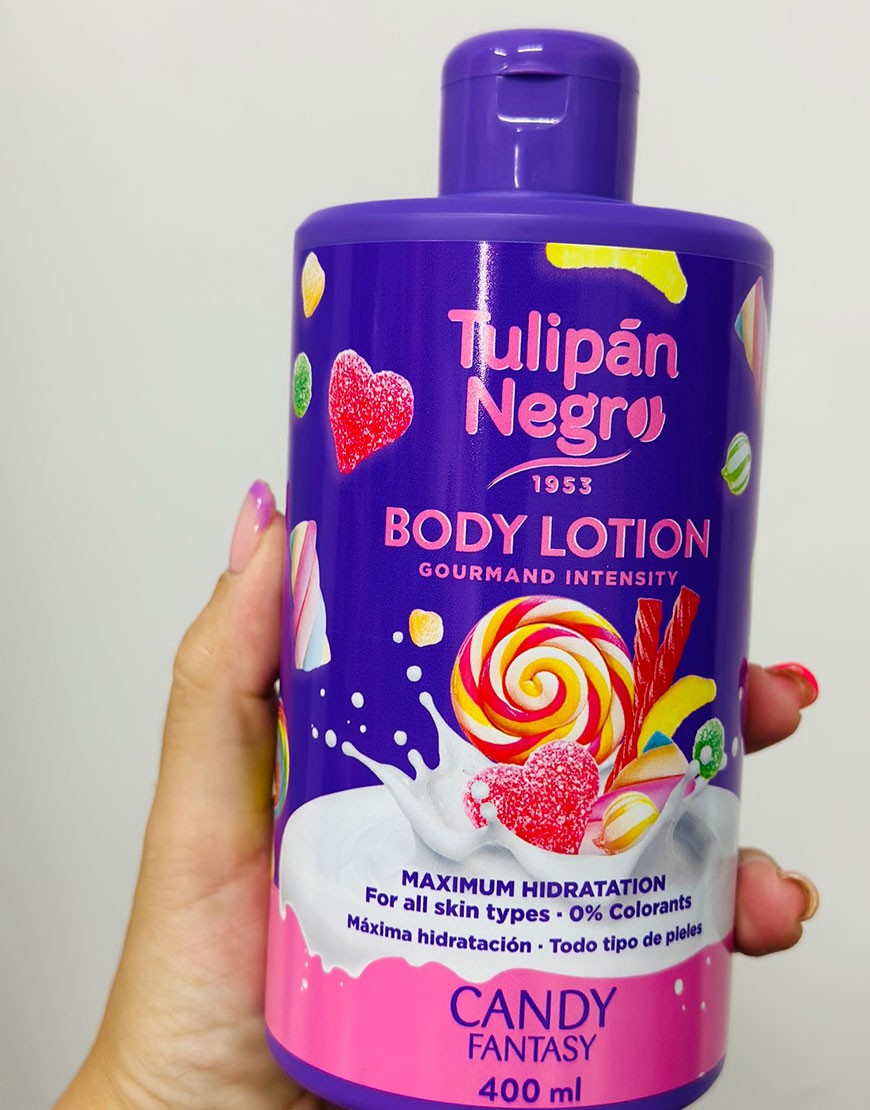 Tulipán
Negro
1953
BODY LOTION
GOURMAND INTENSITY
MAXIMUM HIDRATATION
For all skin types · 0% Colorants
Máxima hidratación · Todo tipo de pieles
CANDY
FANTASY
400 ml